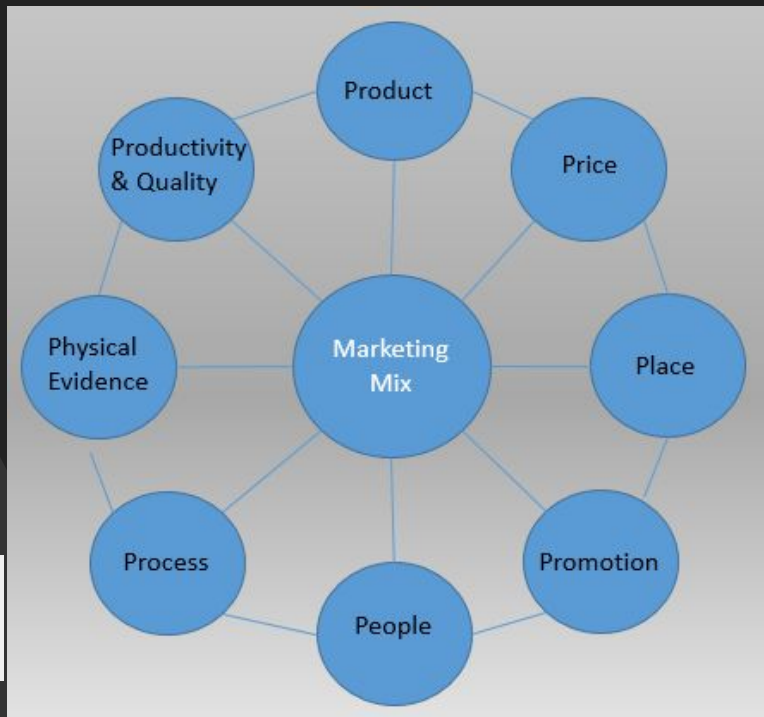 Product
Price
Place
Promotion
People
Process
Physical
Evidence
Productivity
& Quality
Marketing
Mix